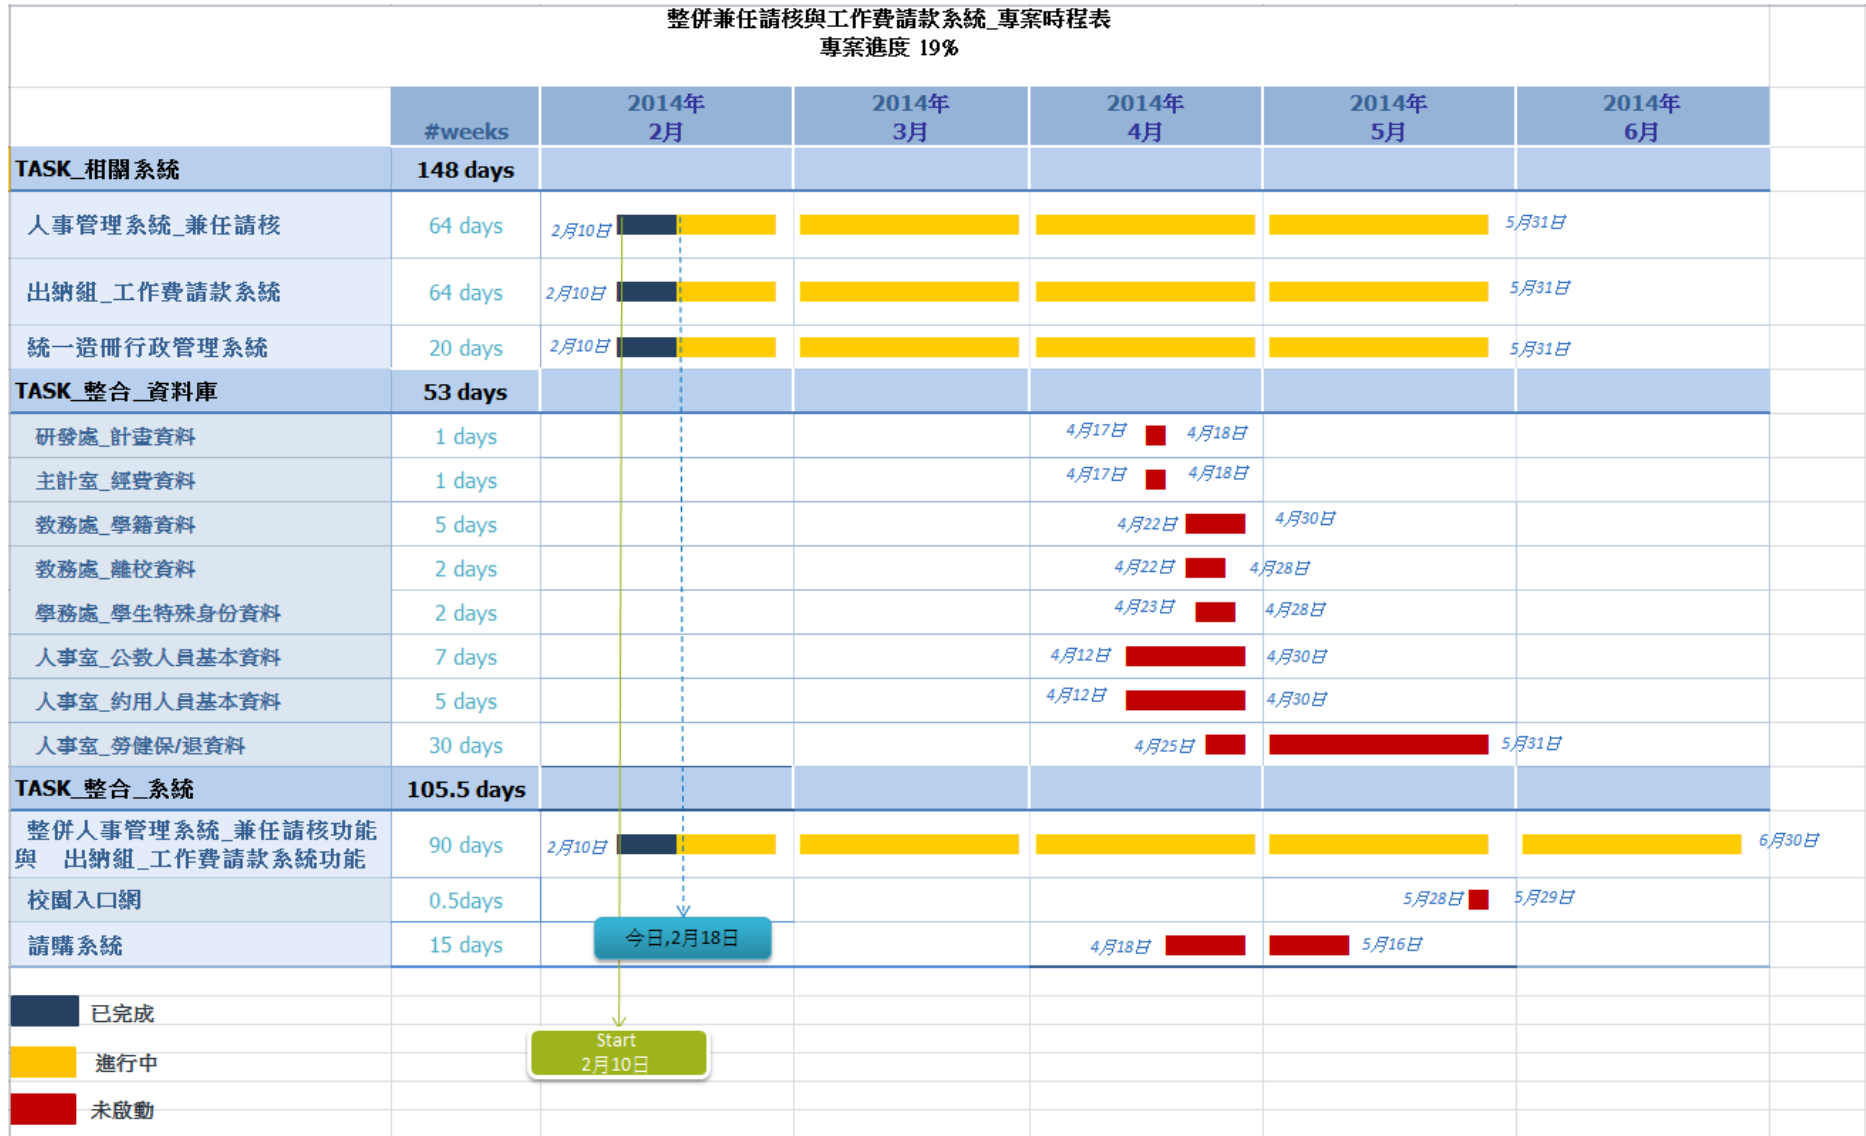 整併兼任請核與工作費請款系統_專案時程表
專案進度 19%
#weeks
2014年
2月
2014年
3月
2014年
4月
2014年
5月
2014年
6月
TASK_相關系統 148 days
人事管理系統_兼任請核 64 days 2月10日 5月31日
出納組_工作費請款系統 64 days 2月10日 5月31日
統一造冊行政管理系統 20 days 2月10日 5月31日
TASK_整合_資料庫 53 days
研發處_計畫資料 1 days 4月17日 4月18日
主計室_經費資料 1 days 4月17日 4月18日
教務處_學籍資料 5 days 4月22日 4月30日
教務處_離校資料 2 days 4月22日 4月28日
學務處_學生特殊身份資料 2 days 4月23日 4月28日
人事室_公教人員基本資料 7 days 4月12日 4月30日
人事室_約用人員基本資料 5 days 4月12日 4月30日
人事室_勞健保/退資料 30 days 4月25日 5月31日
TASK_整合_系統 105.5 days
整併人事管理系統_兼任請核功能
與 出納組_工作費請款系統功能 90 days 2月10日 6月30日
校園入口網 0.5days 5月28日 5月29日
請購系統 15 days 4月18日 5月16日
今日,2月18日
已完成
Start
2月10日
進行中
未啟動